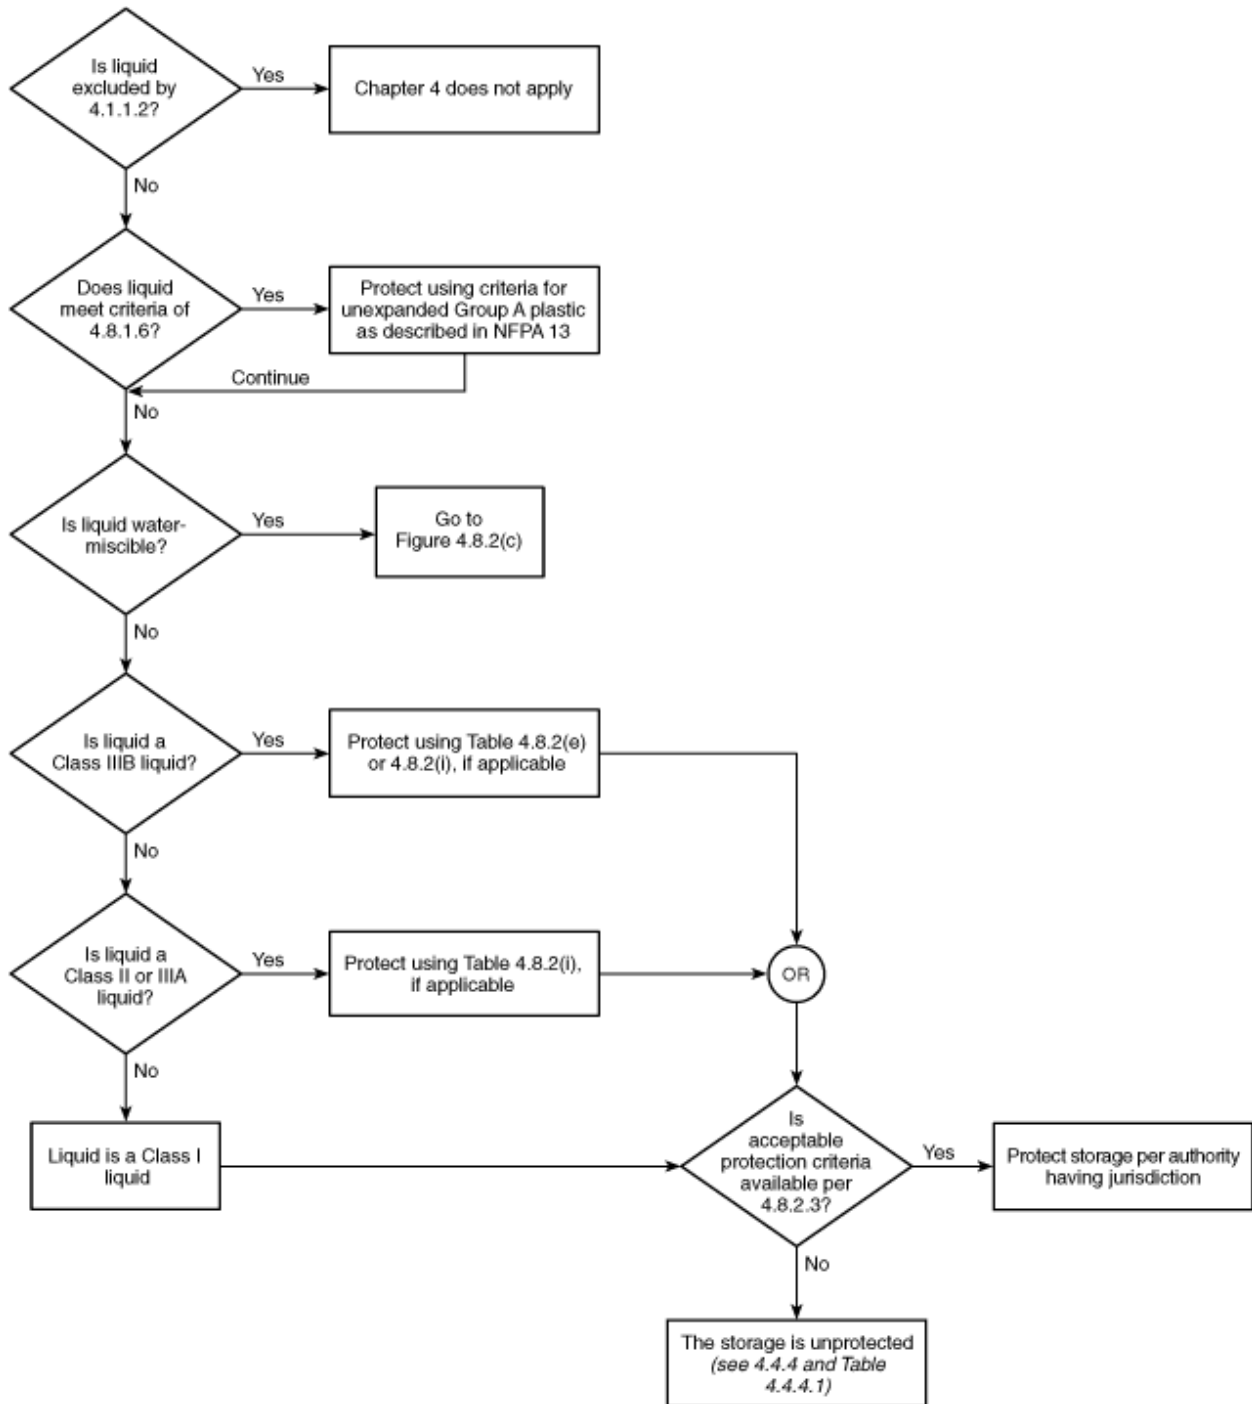 Is liquid
excluded by
4.1.1.2?
Yes
Chapter 4 does not apply
No
Does liquid
meet criteria of
4.8.1.6?
Yes
Protect using criteria for
unexpanded Group A plastic
as described in NFPA 13
Continue
No
Is liquid water-
miscible?
Yes
Go to
Figure 4.8.2(c)
No
Is liquid a
Class IIIB liquid?
Yes
Protect using Table 4.8.2(e)
or 4.8.2(i), if applicable
No
Is liquid a
Class II or IIIA
liquid?
Yes
Protect using Table 4.8.2(i),
if applicable
OR
No
Liquid is a Class I
liquid
Is
acceptable
protection criteria
available per
4.8.2.3?
Yes
Protect storage per authority
having jurisdiction
No
The storage is unprotected
(see 4.4.4 and Table
4.4.4.1)